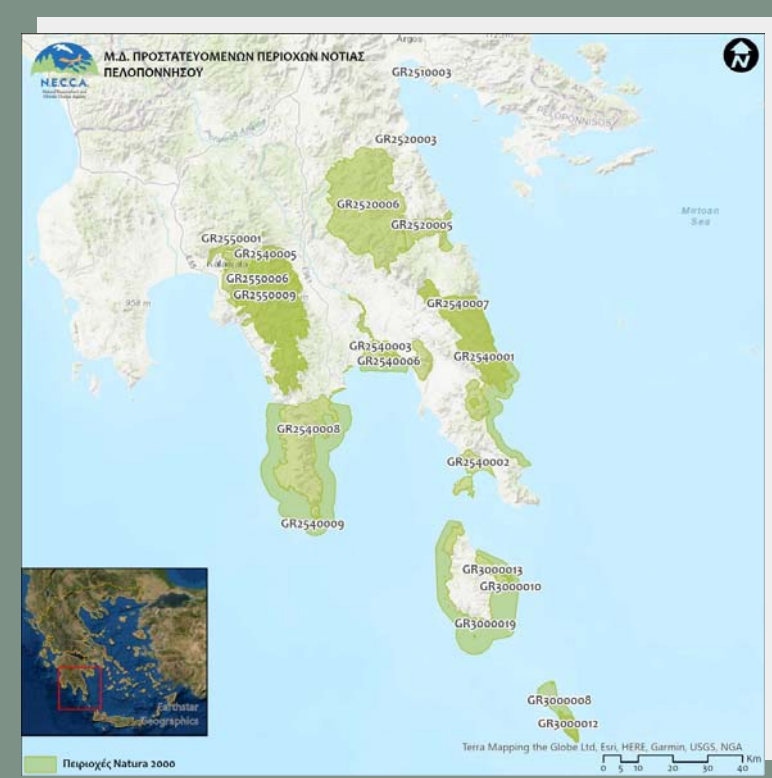 Μ.Δ. ΠΡΟΣΤΑΤΕΥΟΜΕΝΩΝ ΠΕΡΙΟΧΩΝ ΝΟΤΙΑΣ
ΠΕΛΟΠΟΝΝΗΣΟΥ
N.E.C.C.A.
Argos
GR2510003
PELOPONNISOS
GR2520003
GR2520006
GR2520005
Mirtoan
Sea
GR2550001
GR2540005
Kalamata
GR2550006
GR2550009
958 m
GR2540007
GR2540003
GR2540006
GR2540001
GR2540008
GR2540002
GR2540009
GR3000013
GR3000010
GR3000019
GR3000008
GR3000012
Earthstar
Geographics
Terra Mapping the Globe Ltd, Esri, HERE, Garmin, USGS, NGA
Περιοχές Natura 2000
Km
0 5 10 20 30 40